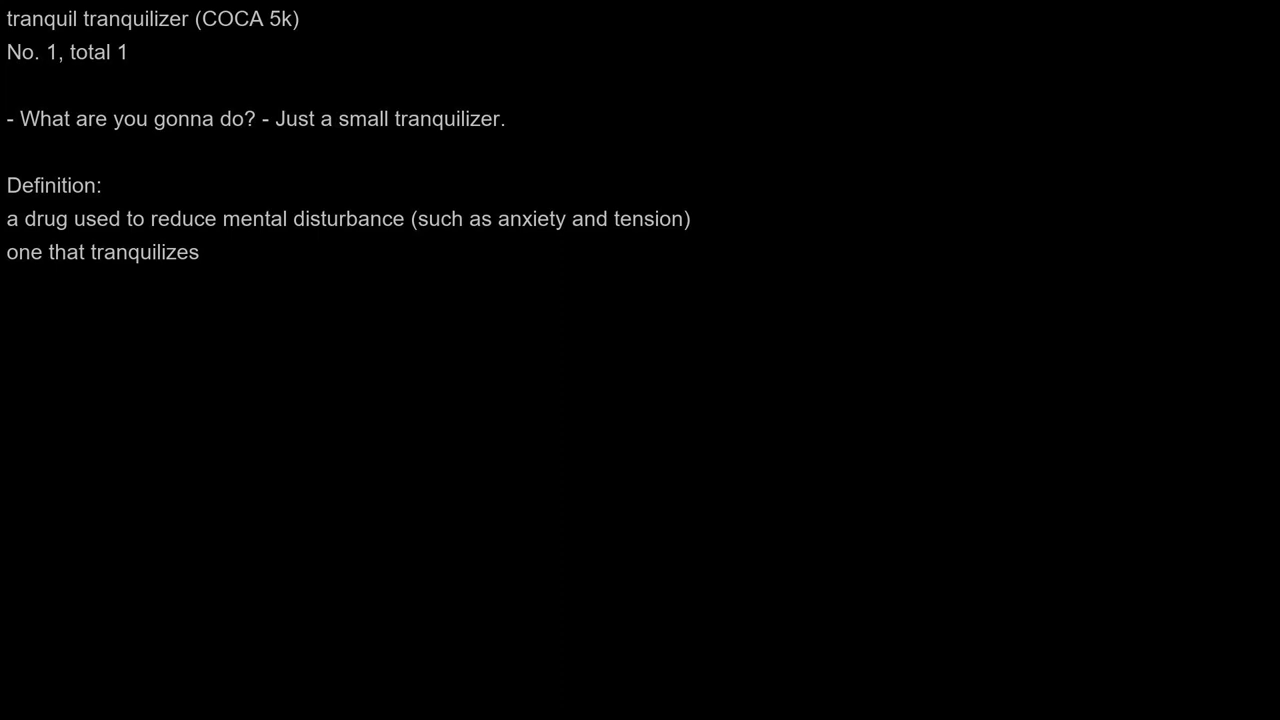 tranquil tranquilizer (COCA 5k)
No. 1, total 1
- What are you gonna do? - Just a small tranquilizer.
Definition:
a drug used to reduce mental disturbance (such as anxiety and tension)
one that tranquilizes